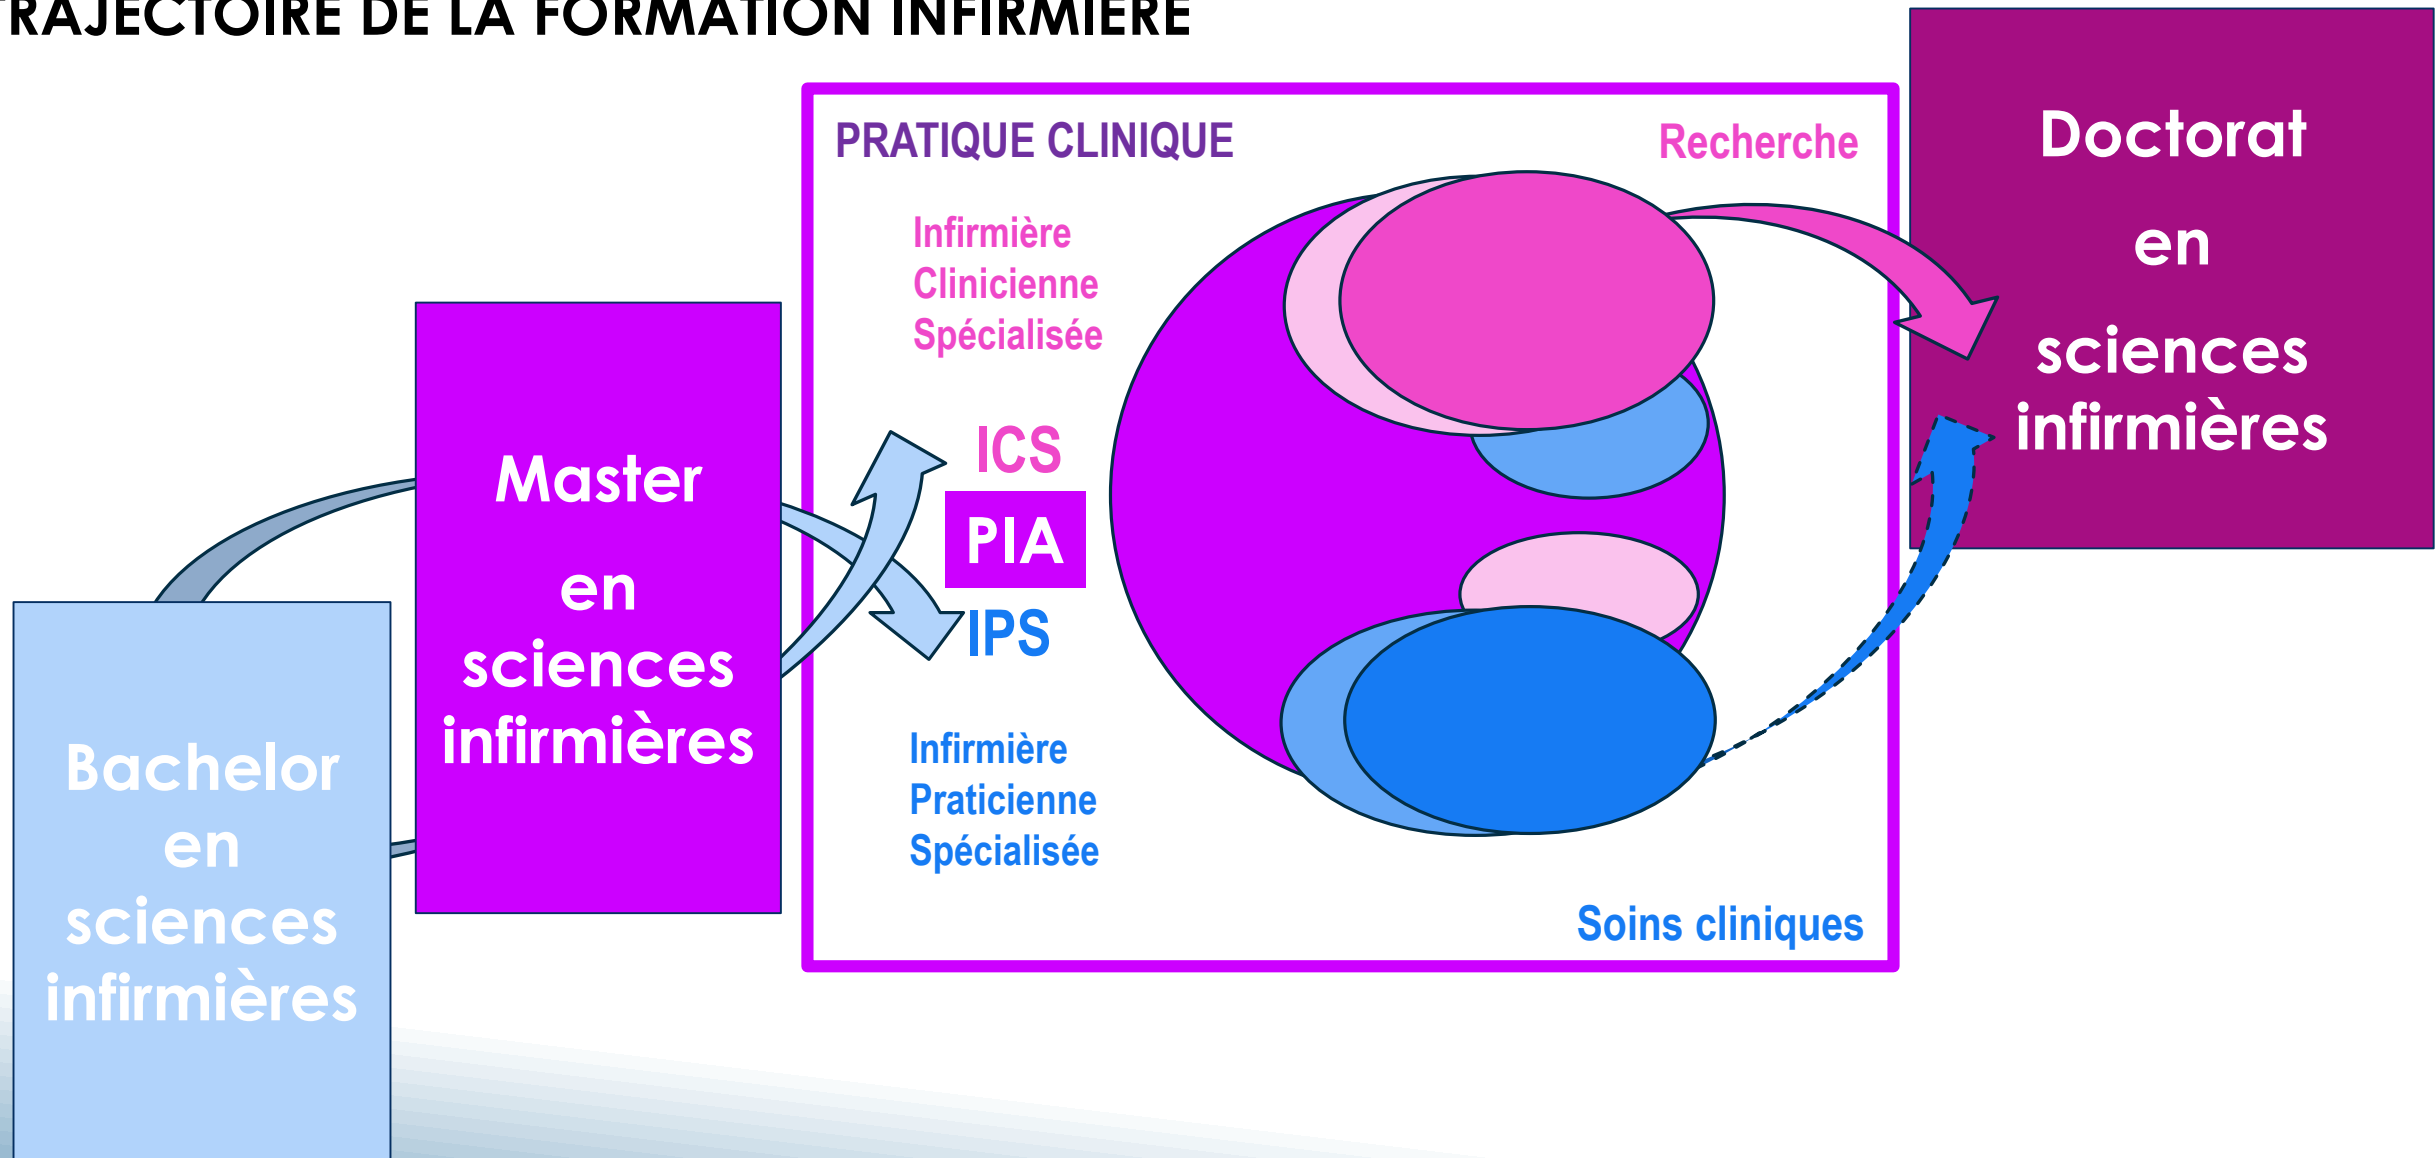 TRAJECTOIRE DE LA FORMATION INFIRMIÈRE
Bachelor
en
sciences
infirmières
Master
en
sciences
infirmières
PRATIQUE CLINIQUE
Recherche
Infirmière
Clinicienne
Spécialisée
ICS
PIA
IPS
Infirmière
Praticienne
Spécialisée
Soins cliniques
Doctorat
en
sciences
infirmières